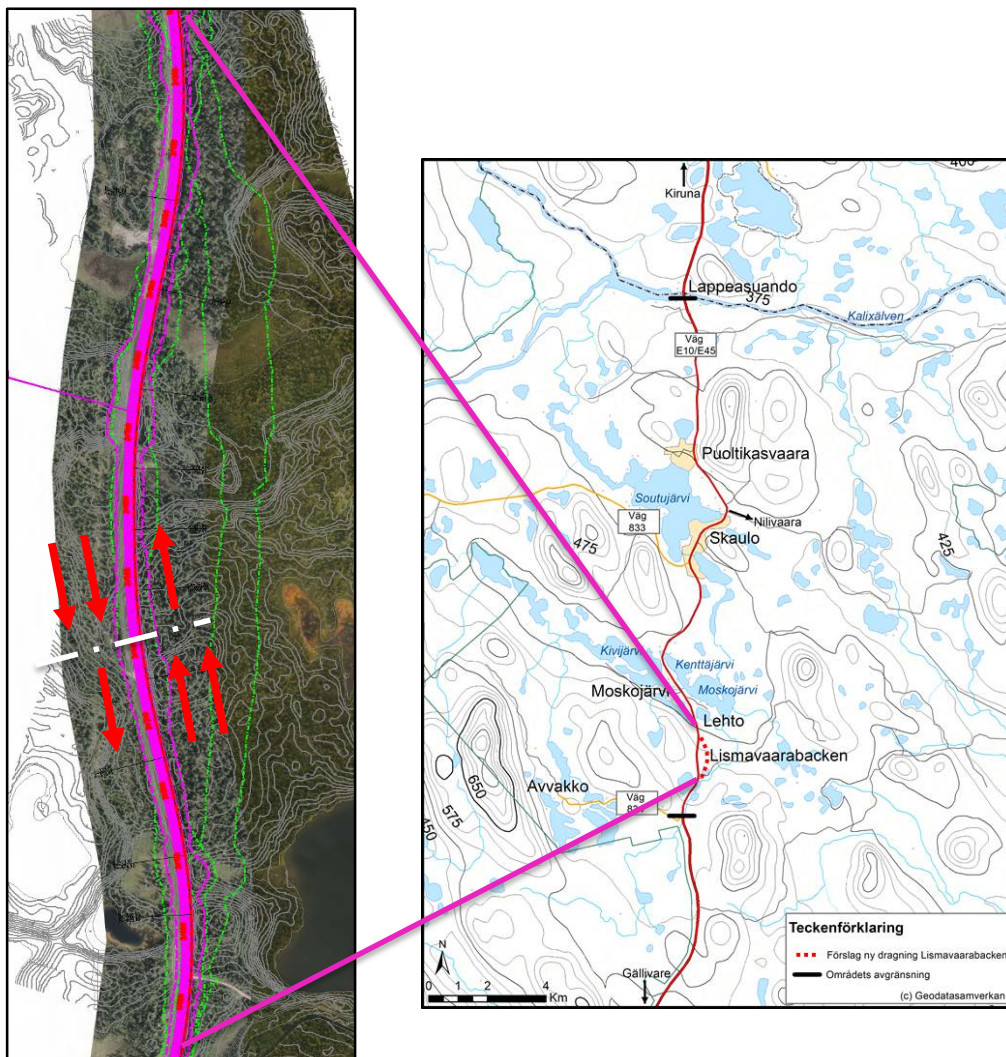 400
Kiruna
Lappeasuando
375
Kalixälven
Väg
E10/E45
Puoltikasvaara
Soutujärvi
Nilivaara
Väg
833
Skaulo
475
425
Kivijärvi
Kenttäjärvi
Moskojärvi
Moskojärvi
Lehto
Lismavaarabacken
650
Avvakko
Väg
575
450
Teckenförklaring
N
Förslag ny dragning Lismavaarabacken
Gällivare
Områdets avgränsning
0 1 2 4
Km
(c) Geodatasamverkan